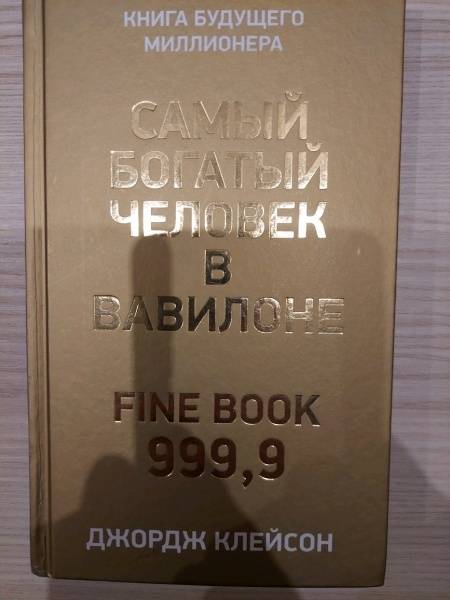 КНИГА БУДУЩЕГО
МИЛЛИОНЕРА
САМЫЙ
БОГАТЫЙ
ЧЕЛОВЕК
В
ВАВИЛОНЕ
FINE BOOK
999,9
ДЖОРДЖ КЛЕЙСОН